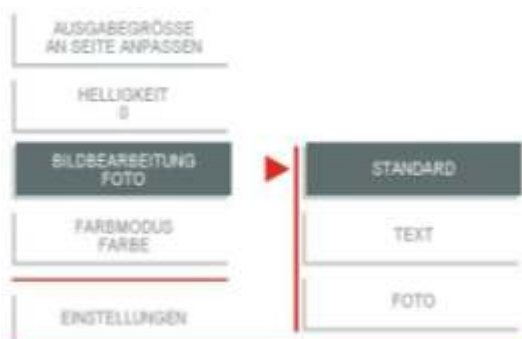 AUSGABEGRÖSSE
AN SEITE ANPASSEN
HELLIGKEIT
0
BILDBEARBEITUNG
FOTO
FARBMODUS
FARBE
EINSTELLUNGEN
STANDARD
TEXT
FOTO